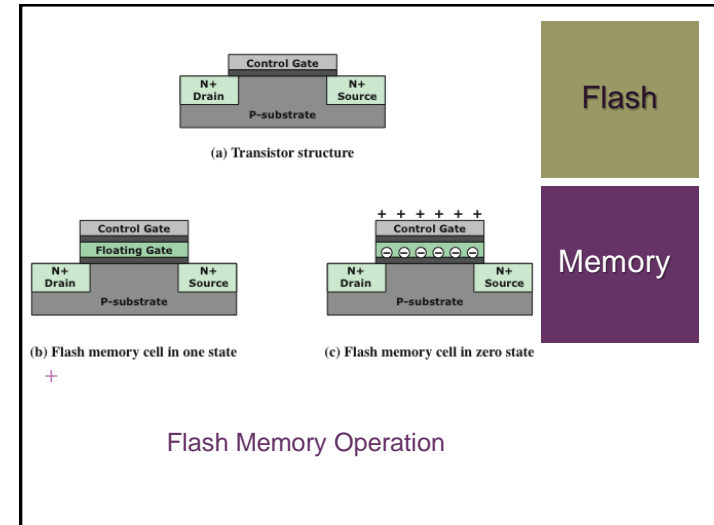 Control Gate
N+
Drain
N+
Source
P-substrate
(a) Transistor structure
Flash
Control Gate
Floating Gate
N+
Drain
N+
Source
P-substrate
(b) Flash memory cell in one state
+ + + + + +
Control Gate
− − − − − −
N+
Drain
N+
Source
P-substrate
(c) Flash memory cell in zero state
Memory
+
Flash Memory Operation